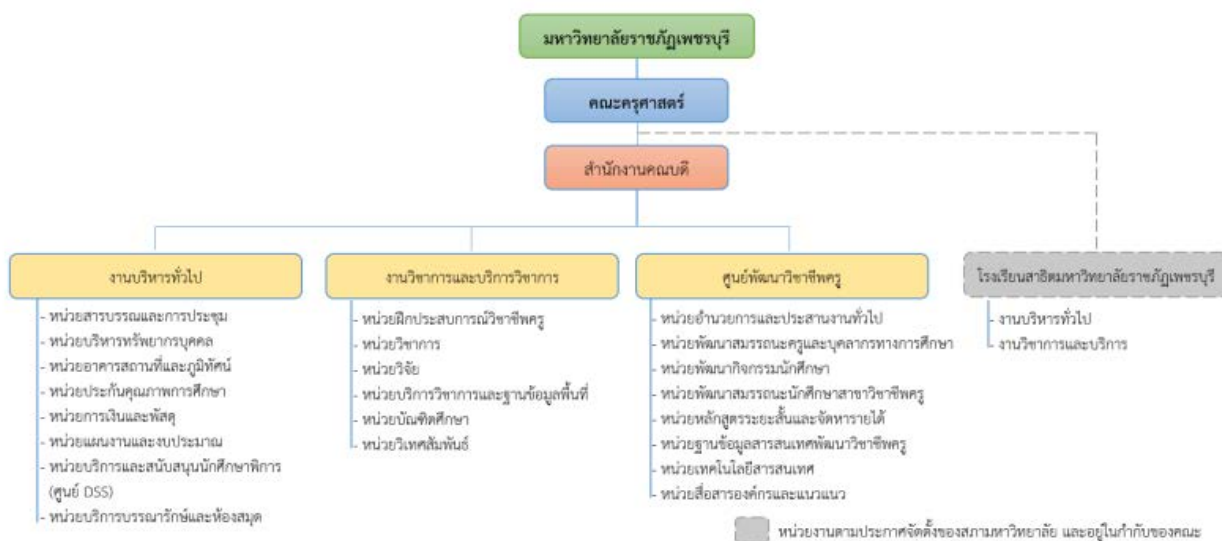 มหาวิทยาลัยราชภัฏเพชรบุรี
คณะครุศาสตร์
สำนักงานคณบดี
งานบริหารทั่วไป
- หน่วยสารบรรณและการประชุม
- หน่วยบริหารทรัพยากรบุคคล
- หน่วยอาคารสถานที่และภูมิทัศน์
- หน่วยประกันคุณภาพการศึกษา
- หน่วยการเงินและพัสดุ
- หน่วยแผนงานและงบประมาณ
- หน่วยบริการและสนับสนุนนักศึกษาพิการ
(ศูนย์ DSS)
- หน่วยบริการบรรณารักษ์และห้องสมุด
งานวิชาการและบริการวิชาการ
- หน่วยฝึกประสบการณ์วิชาชีพครู
- หน่วยวิชาการ
- หน่วยวิจัย
- หน่วยบริการวิชาการและฐานข้อมูลพื้นที่
- หน่วยบัณฑิตศึกษา
- หน่วยวิเทศสัมพันธ์
ศูนย์พัฒนาวิชาชีพครู
- หน่วยอำนวยการและประสานงานทั่วไป
- หน่วยพัฒนาสมรรถนะครูและบุคลากรทางการศึกษา
- หน่วยพัฒนากิจกรรมนักศึกษา
- หน่วยพัฒนาสมรรถนะนักศึกษาสาขาวิชาชีพครู
- หน่วยหลักสูตรระยะสั้นและจัดหารายได้
- หน่วยฐานข้อมูลสารสนเทศพัฒนาวิชาชีพครู
- หน่วยเทคโนโลยีสารสนเทศ
- หน่วยสื่อสารองค์กรและแนวแนว
โรงเรียนสาธิตมหาวิทยาลัยราชภัฏเพชรบุรี
- งานบริหารทั่วไป
- งานวิชาการและบริการ
หน่วยงานตามประกาศจัดตั้งของสภามหาวิทยาลัย และอยู่ในกำกับของคณะ